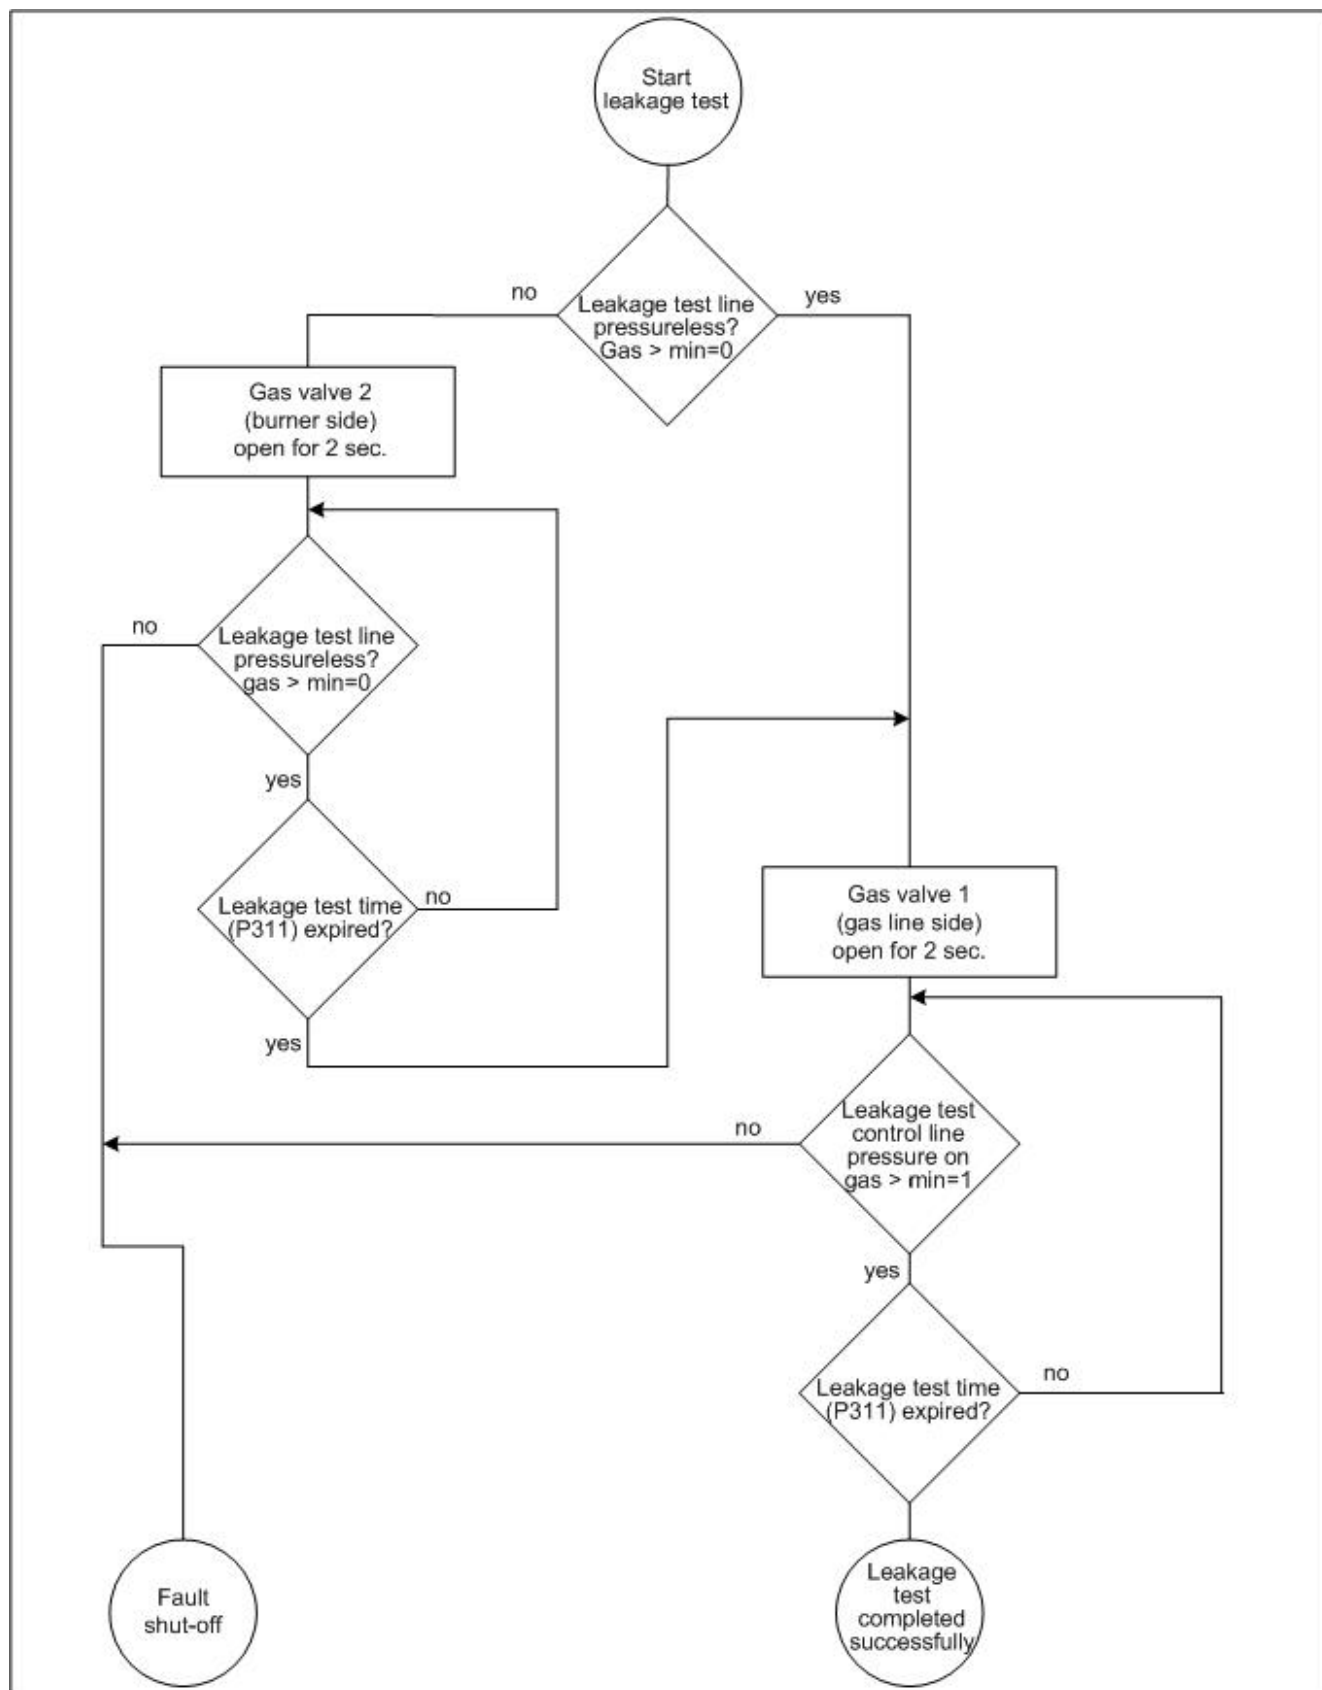 Start
leakage test
no
yes
Leakage test line
pressureless?
Gas > min=0
Gas valve 2
(burner side)
open for 2 sec.
no
Leakage test line
pressureless?
gas > min=0
yes
Leakage test time
(P311) expired?
no
yes
Gas valve 1
(gas line side)
open for 2 sec.
no
Leakage test
control line
pressure on
gas > min=1
yes
Leakage test time
(P311) expired?
no
Fault
shut-off
Leakage
test
completed
successfully